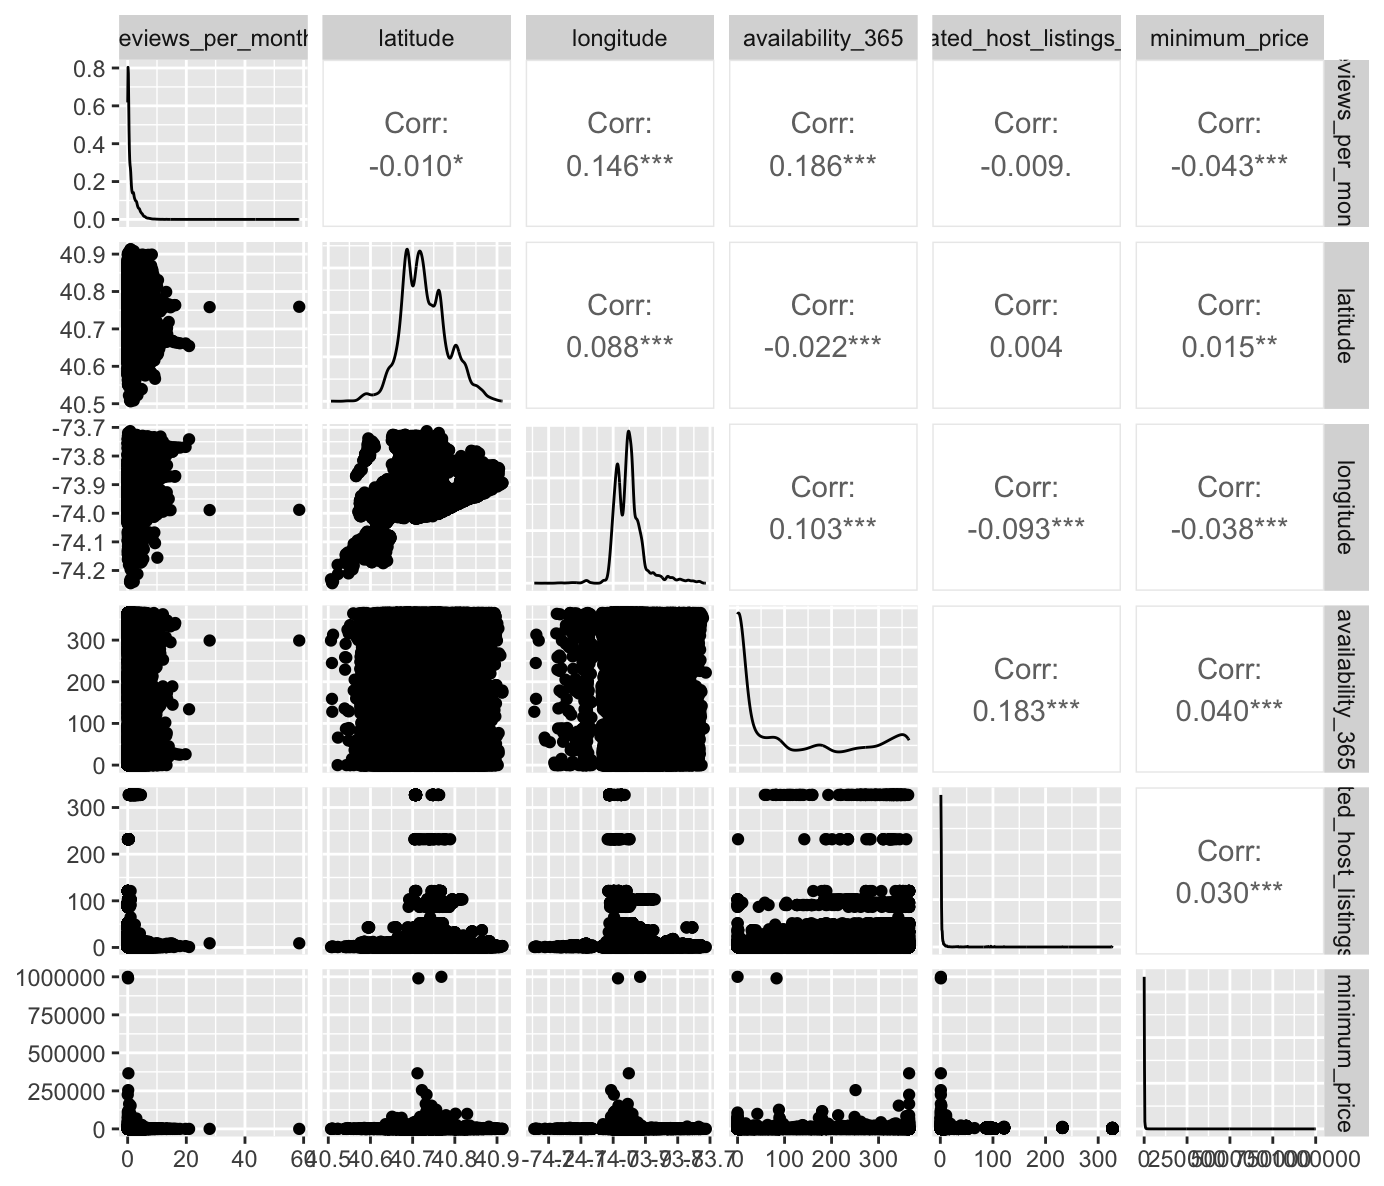 eviews_per_month
latitude
longitude
availability_365
ated_host_listings_
minimum_price
0.8
0.6
0.4
0.2
0.0
Corr:
-0.010*
Corr:
0.146***
Corr:
0.186***
Corr:
-0.009.
Corr:
-0.043***
views_per_mon
40.9
40.8
40.7
40.6
40.5
Corr:
0.088***
Corr:
-0.022***
Corr:
0.004
Corr:
0.015**
latitude
-73.7
-73.8
-73.9
-74.0
-74.1
-74.2
Corr:
0.103***
Corr:
-0.093***
Corr:
-0.038***
longitude
300
200
100
0
Corr:
0.183***
Corr:
0.040***
availability_365
300
200
100
0
Corr:
0.030***
ted_host_listings
1000000
750000
500000
250000
0
minimum_price
0 20 40 60
40.5 40.6 40.7 40.8 40.9
0 100 200 300
0 100 200 300